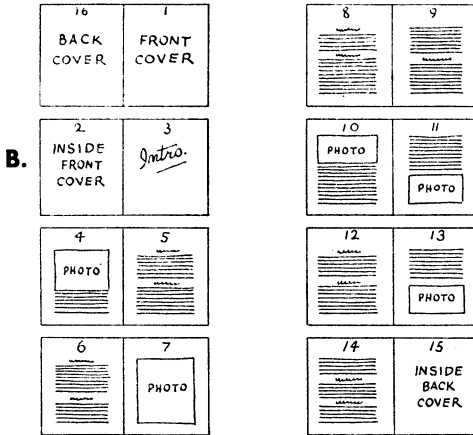 B.
16
BACK
COVER
1
FRONT
COVER
2
INSIDE
FRONT
COVER
3
Intro.
4
PHOTO
5
6
7
PHOTO
8
9
10
PHOTO
11
PHOTO
12
13
PHOTO
14
15
INSIDE
BACK
COVER